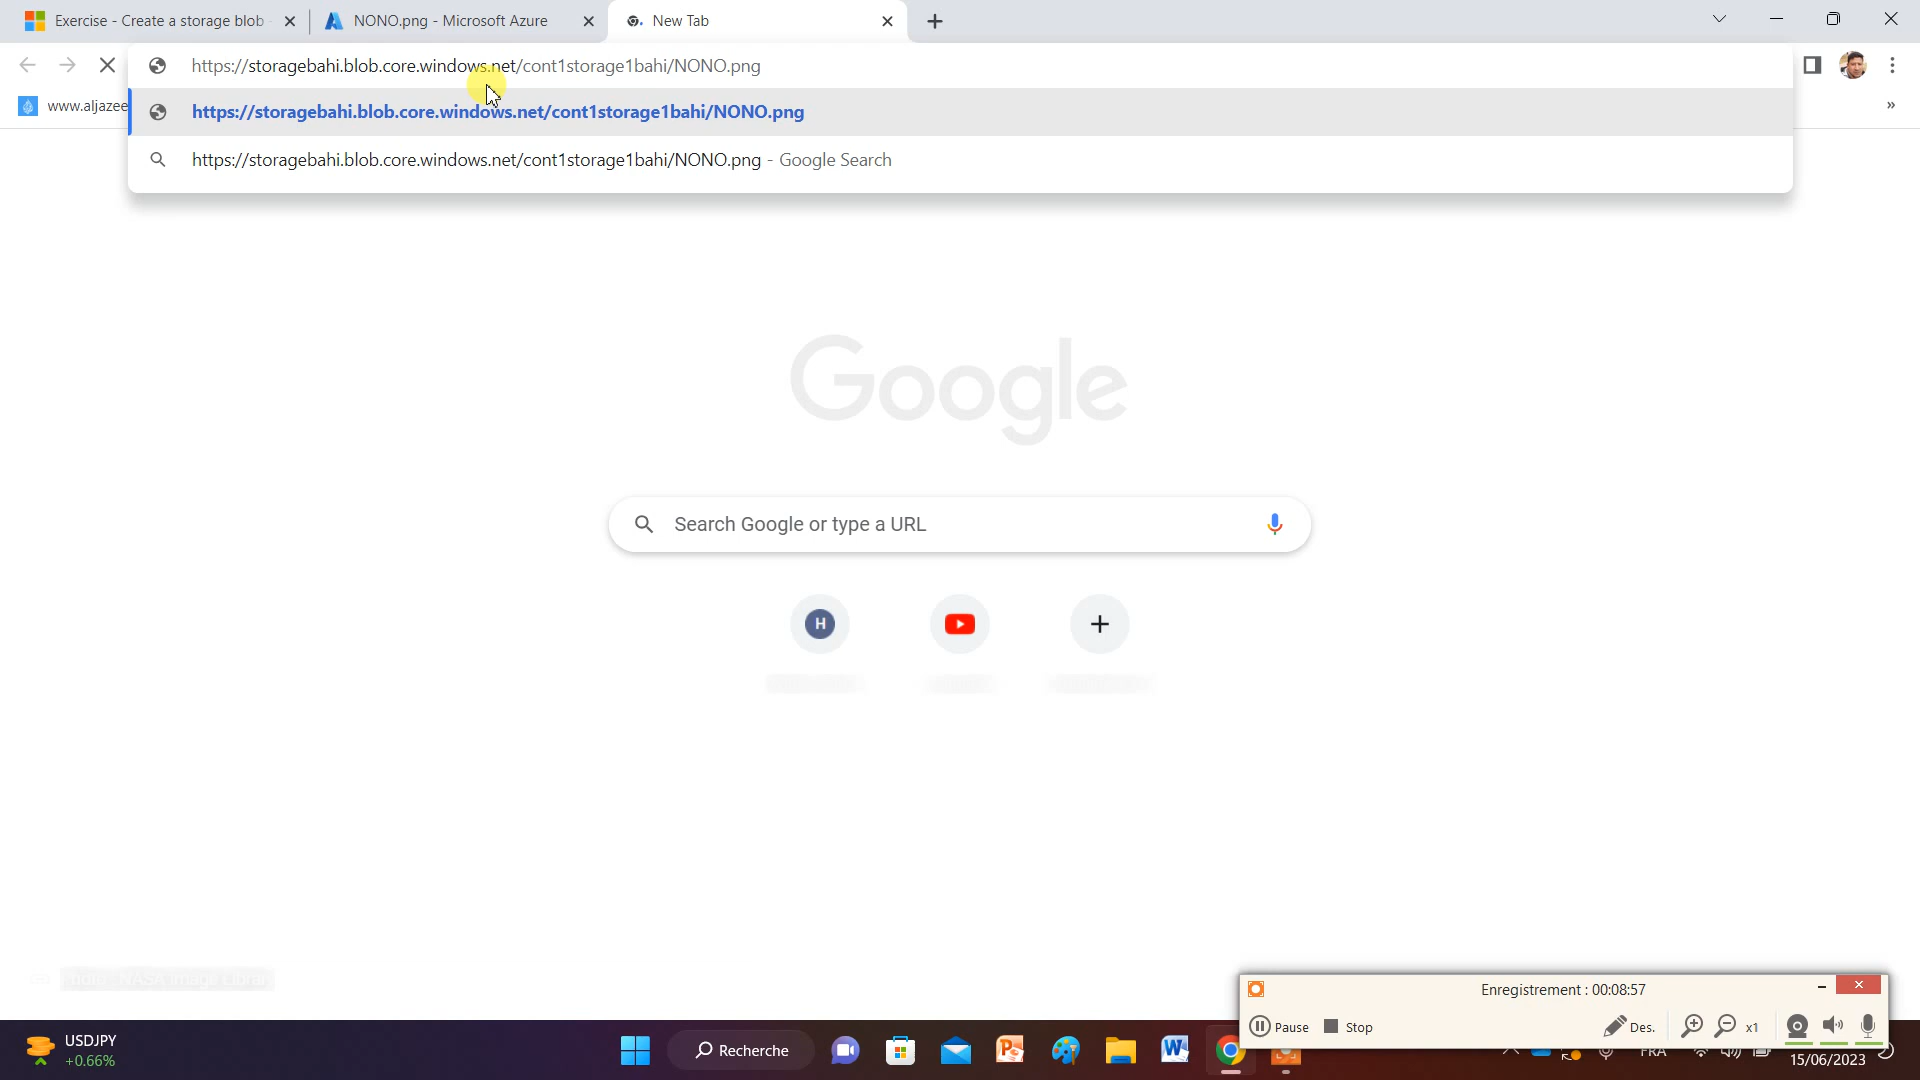 Exercise - Create a storage blob
NONO.png - Microsoft Azure
New Tab
https://storagebahi.blob.core.windows.net/cont1storage1bahi/NONO.png
www.aljazee
https://storagebahi.blob.core.windows.net/cont1storage1bahi/NONO.png
»
https://storagebahi.blob.core.windows.net/cont1storage1bahi/NONO.png - Google Search
Google
Search Google or type a URL
H
NASA Image Librar
Enregistrement : 00:08:57
Pause
Stop
Des.
x1
USDJPY
+0.66%
Recherche
FRA
15/06/2023